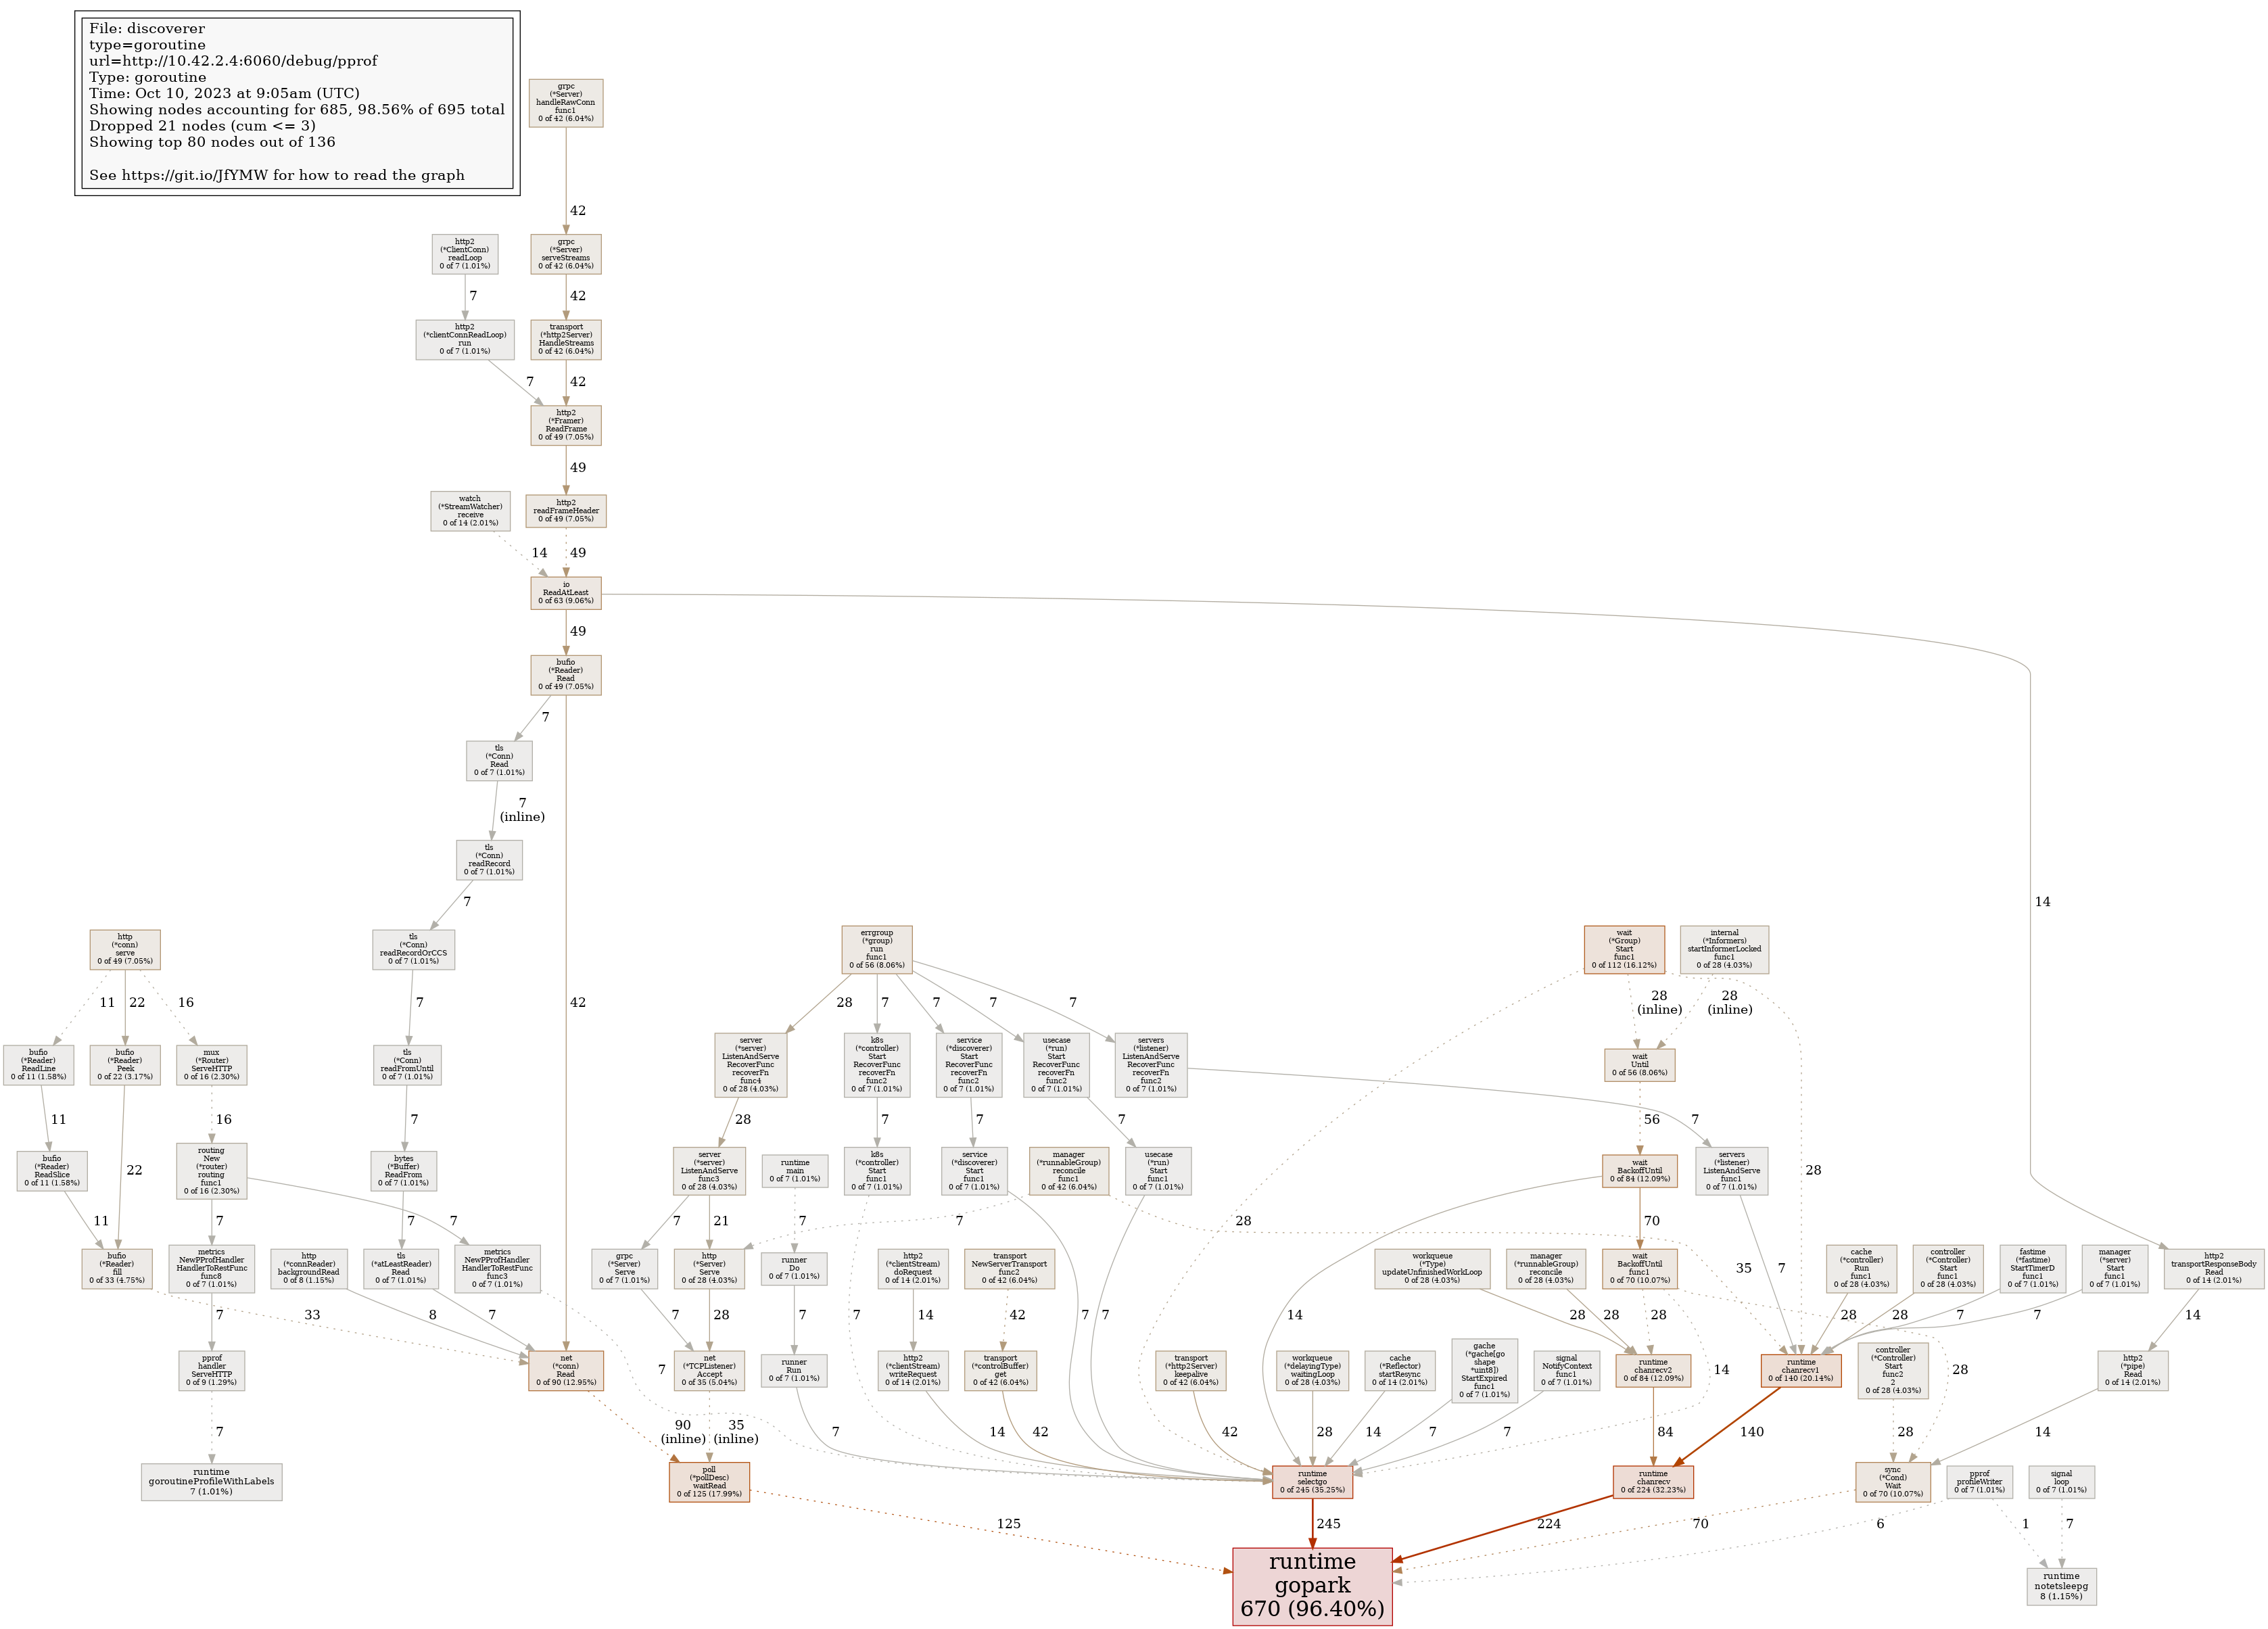 File: discoverer
type=goroutine
url=http://10.42.2.4:6060/debug/pprof
Type: goroutine
Time: Oct 10, 2023 at 9:05am (UTC)
Showing nodes accounting for 685, 98.56% of 695 total
Dropped 21 nodes (cum <= 3)
Showing top 80 nodes out of 136
See https://git.io/JfYMW for how to read the graph
grpc
(*Server)
handleRawConn
func1
0 of 42 (6.04%)
42
http2
(*ClientConn)
readLoop
0 of 7 (1.01%)
grpc
(*Server)
serveStreams
0 of 42 (6.04%)
7
42
http2
(*clientConnReadLoop)
run
0 of 7 (1.01%)
transport
(*http2Server)
HandleStreams
0 of 42 (6.04%)
7
42
http2
(*Framer)
ReadFrame
0 of 49 (7.05%)
49
watch
(*StreamWatcher)
receive
0 of 14 (2.01%)
http2
readFrameHeader
0 of 49 (7.05%)
14
49
io
ReadAtLeast
0 of 63 (9.06%)
49
bufio
(*Reader)
Read
0 of 49 (7.05%)
7
tls
(*Conn)
Read
0 of 7 (1.01%)
7
(inline)
tls
(*Conn)
readRecord
0 of 7 (1.01%)
7
14
http
(*conn)
serve
0 of 49 (7.05%)
tls
(*Conn)
readRecordOrCCS
0 of 7 (1.01%)
errgroup
(*group)
run
func1
0 of 56 (8.06%)
wait
(*Group)
Start
func1
0 of 112 (16.12%)
internal
(*Informers)
startInformerLocked
func1
0 of 28 (4.03%)
11
22
16
7
42
28
7
7
7
7
28
(inline)
28
(inline)
bufio
(*Reader)
ReadLine
0 of 11 (1.58%)
bufio
(*Reader)
Peek
0 of 22 (3.17%)
mux
(*Router)
ServeHTTP
0 of 16 (2.30%)
tls
(*Conn)
readFromUntil
0 of 7 (1.01%)
server
(*server)
ListenAndServe
RecoverFunc
recoverFn
func4
0 of 28 (4.03%)
k8s
(*controller)
Start
RecoverFunc
recoverFn
func2
0 of 7 (1.01%)
service
(*discoverer)
Start
RecoverFunc
recoverFn
func2
0 of 7 (1.01%)
usecase
(*run)
Start
RecoverFunc
recoverFn
func2
0 of 7 (1.01%)
servers
(*listener)
ListenAndServe
RecoverFunc
recoverFn
func2
0 of 7 (1.01%)
wait
Until
0 of 56 (8.06%)
11
22
16
7
28
7
7
7
7
56
28
bufio
(*Reader)
ReadSlice
0 of 11 (1.58%)
routing
New
(*router)
routing
func1
0 of 16 (2.30%)
bytes
(*Buffer)
ReadFrom
0 of 7 (1.01%)
server
(*server)
ListenAndServe
func3
0 of 28 (4.03%)
runtime
main
0 of 7 (1.01%)
k8s
(*controller)
Start
func1
0 of 7 (1.01%)
service
(*discoverer)
Start
func1
0 of 7 (1.01%)
manager
(*runnableGroup)
reconcile
func1
0 of 42 (6.04%)
usecase
(*run)
Start
func1
0 of 7 (1.01%)
wait
BackoffUntil
0 of 84 (12.09%)
servers
(*listener)
ListenAndServe
func1
0 of 7 (1.01%)
11
7
7
7
7
21
7
7
28
70
bufio
(*Reader)
fill
0 of 33 (4.75%)
metrics
NewPProfHandler
HandlerToRestFunc
func8
0 of 7 (1.01%)
http
(*connReader)
backgroundRead
0 of 8 (1.15%)
tls
(*atLeastReader)
Read
0 of 7 (1.01%)
metrics
NewPProfHandler
HandlerToRestFunc
func3
0 of 7 (1.01%)
grpc
(*Server)
Serve
0 of 7 (1.01%)
http
(*Server)
Serve
0 of 28 (4.03%)
runner
Do
0 of 7 (1.01%)
http2
(*clientStream)
doRequest
0 of 14 (2.01%)
transport
NewServerTransport
func2
0 of 42 (6.04%)
workqueue
(*Type)
updateUnfinishedWorkLoop
0 of 28 (4.03%)
manager
(*runnableGroup)
reconcile
0 of 28 (4.03%)
wait
BackoffUntil
func1
0 of 70 (10.07%)
cache
(*controller)
Run
func1
0 of 28 (4.03%)
controller
(*Controller)
Start
func1
0 of 28 (4.03%)
fastime
(*fastime)
StartTimerD
func1
0 of 7 (1.01%)
manager
(*server)
Start
func1
0 of 7 (1.01%)
http2
transportResponseBody
Read
0 of 14 (2.01%)
33
7
8
7
7
28
7
7
14
42
7
7
14
28
28
28
35
7
28
28
7
7
14
pprof
handler
ServeHTTP
0 of 9 (1.29%)
net
(*conn)
Read
0 of 90 (12.95%)
7
net
(*TCPListener)
Accept
0 of 35 (5.04%)
runner
Run
0 of 7 (1.01%)
http2
(*clientStream)
writeRequest
0 of 14 (2.01%)
transport
(*controlBuffer)
get
0 of 42 (6.04%)
transport
(*http2Server)
keepalive
0 of 42 (6.04%)
workqueue
(*delayingType)
waitingLoop
0 of 28 (4.03%)
cache
(*Reflector)
startResync
0 of 14 (2.01%)
gache
(*gache[go
shape
*uint8])
StartExpired
func1
0 of 7 (1.01%)
signal
NotifyContext
func1
0 of 7 (1.01%)
runtime
chanrecv2
0 of 84 (12.09%)
14
runtime
chanrecv1
0 of 140 (20.14%)
controller
(*Controller)
Start
func2
2
0 of 28 (4.03%)
28
http2
(*pipe)
Read
0 of 14 (2.01%)
7
90
(inline)
35
(inline)
7
14
42
42
28
14
7
7
84
140
28
14
runtime
goroutineProfileWithLabels
7 (1.01%)
poll
(*pollDesc)
waitRead
0 of 125 (17.99%)
runtime
selectgo
0 of 245 (35.25%)
runtime
chanrecv
0 of 224 (32.23%)
sync
(*Cond)
Wait
0 of 70 (10.07%)
pprof
profileWriter
0 of 7 (1.01%)
signal
loop
0 of 7 (1.01%)
125
245
224
70
6
1
7
runtime
gopark
670 (96.40%)
runtime
notetsleepg
8 (1.15%)